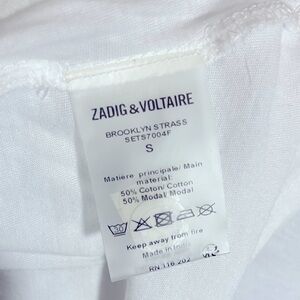 ZADIG & VOLTAIRE
BROOKLYN STRASS
SETS7004F
S
Matiere principale/ Main
material:
50% Coton/ Cotton
50% Modal/ Modal
Keep away from fire
Made in India
RN 116 202